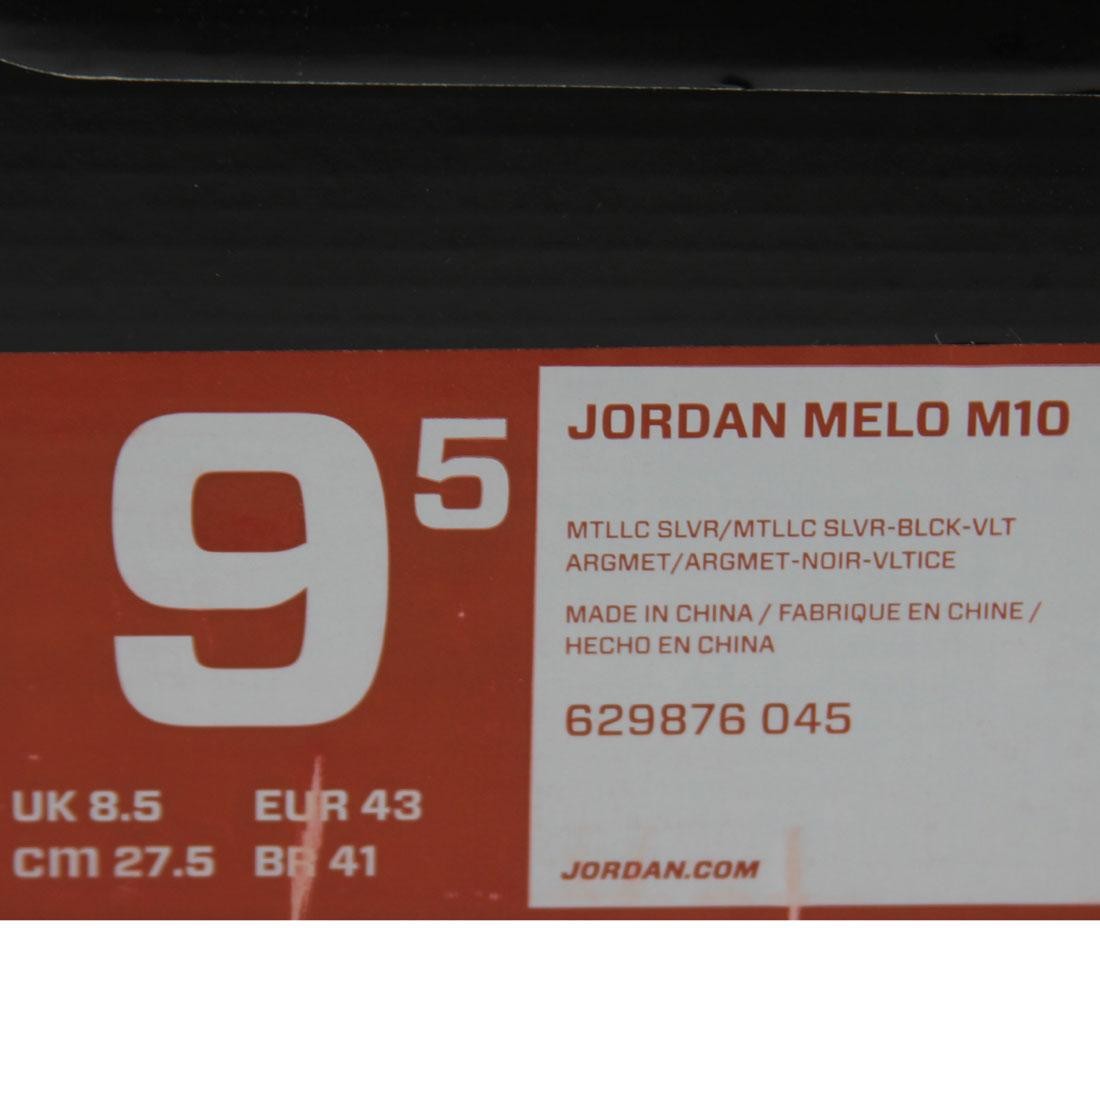 9 5
UK 8.5 EUR 43
cm 27.5 BR 41
JORDAN MELO M10
MTLLC SLVR/MTLLC SLVR-BLCK-VLT
ARGMET/ARGMET-NOIR-VLTICE
MADE IN CHINA / FABRIQUE EN CHINE /
HECHO EN CHINA
629876 045
JORDAN.COM